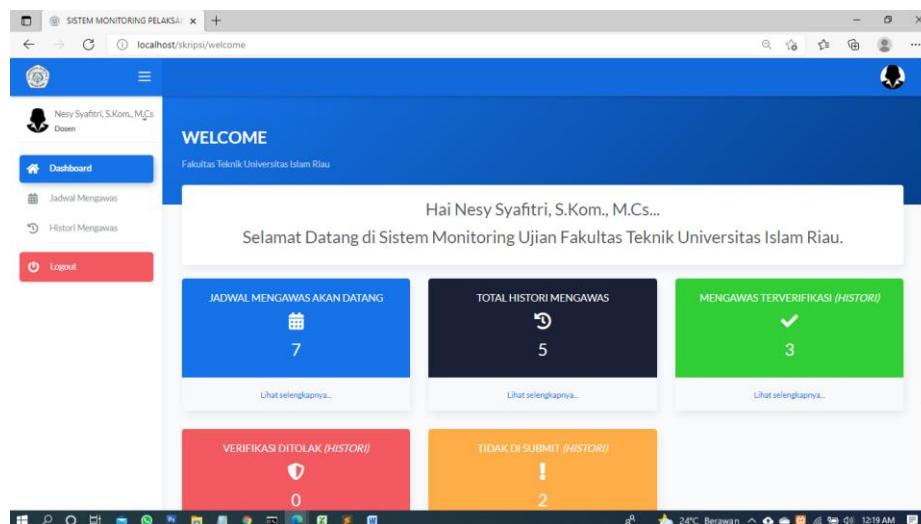 SISTEM MONITORING PELAKSA
localhost/skripsi/welcome
Nesy Syafitri, S.Kom., M.Cs
Dosen
Dashboard
Jadwal Mengawas
Histori Mengawas
Logout
WELCOME
Fakultas Teknik Universitas Islam Riau
Hai Nesy Syafitri, S.Kom., M.Cs...
Selamat Datang di Sistem Monitoring Ujian Fakultas Teknik Universitas Islam Riau.
JADWAL MENGAWAS AKAN DATANG
7
Lihat selengkapnya...
TOTAL HISTORI MENGAWAS
5
Lihat selengkapnya...
MENGAWAS TERVERIFIKASI (HISTORI)
3
Lihat selengkapnya...
VERIFIKASI DITOLAK (HISTORI)
0
TIDAK DI SUBMIT (HISTORI)
2
24°C Berawan
12:19 AM